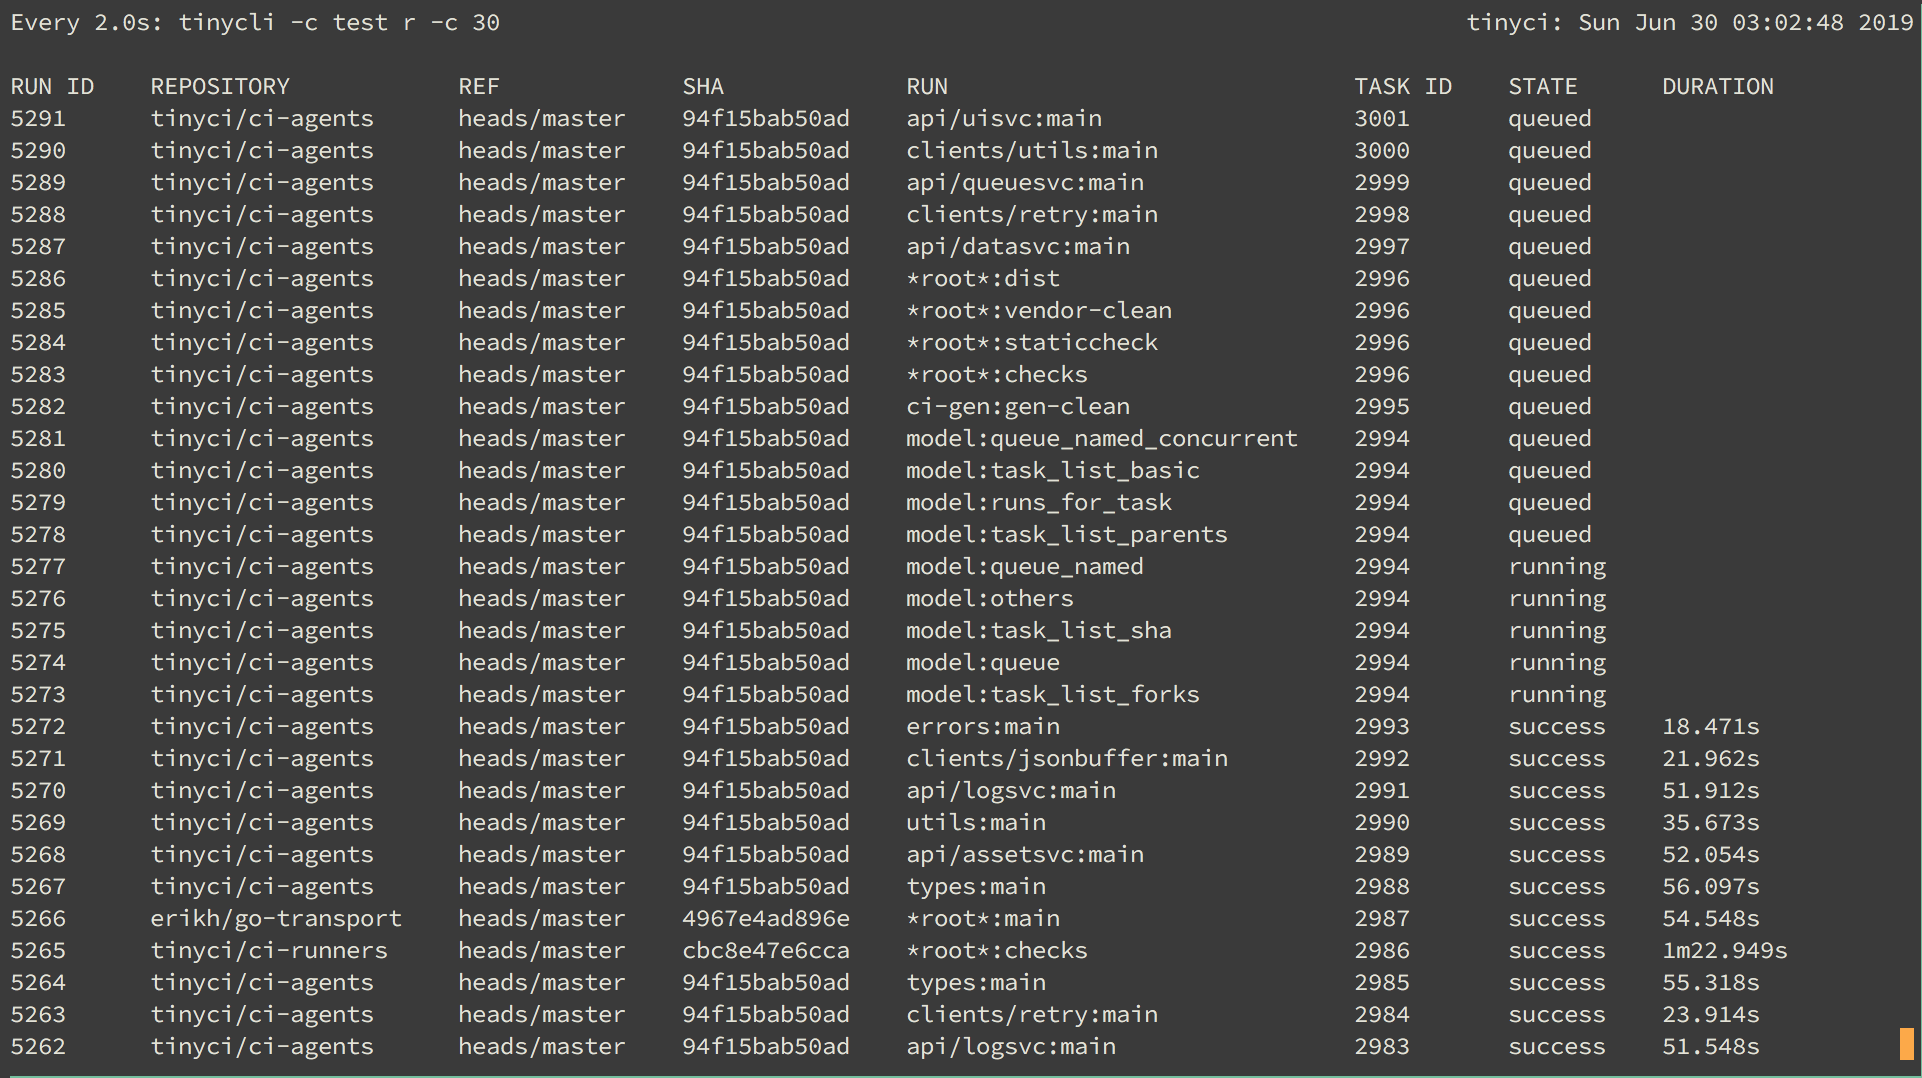 Every 2.0s: tinycli -c test r -c 30 tinyci: Sun Jun 30 03:02:48 2019
RUN ID REPOSITORY REF SHA RUN TASK ID STATE DURATION
5291 tinyci/ci-agents heads/master 94f15bab50ad api/uisvc:main 3001 queued
5290 tinyci/ci-agents heads/master 94f15bab50ad clients/utils:main 3000 queued
5289 tinyci/ci-agents heads/master 94f15bab50ad api/queuesvc:main 2999 queued
5288 tinyci/ci-agents heads/master 94f15bab50ad clients/retry:main 2998 queued
5287 tinyci/ci-agents heads/master 94f15bab50ad api/datasvc:main 2997 queued
5286 tinyci/ci-agents heads/master 94f15bab50ad *root*:dist 2996 queued
5285 tinyci/ci-agents heads/master 94f15bab50ad *root*:vendor-clean 2996 queued
5284 tinyci/ci-agents heads/master 94f15bab50ad *root*:staticcheck 2996 queued
5283 tinyci/ci-agents heads/master 94f15bab50ad *root*:checks 2996 queued
5282 tinyci/ci-agents heads/master 94f15bab50ad ci-gen:gen-clean 2995 queued
5281 tinyci/ci-agents heads/master 94f15bab50ad model:queue_named_concurrent 2994 queued
5280 tinyci/ci-agents heads/master 94f15bab50ad model:task_list_basic 2994 queued
5279 tinyci/ci-agents heads/master 94f15bab50ad model:runs_for_task 2994 queued
5278 tinyci/ci-agents heads/master 94f15bab50ad model:task_list_parents 2994 queued
5277 tinyci/ci-agents heads/master 94f15bab50ad model:queue_named 2994 running
5276 tinyci/ci-agents heads/master 94f15bab50ad model:others 2994 running
5275 tinyci/ci-agents heads/master 94f15bab50ad model:task_list_sha 2994 running
5274 tinyci/ci-agents heads/master 94f15bab50ad model:queue 2994 running
5273 tinyci/ci-agents heads/master 94f15bab50ad model:task_list_forks 2994 running
5272 tinyci/ci-agents heads/master 94f15bab50ad errors:main 2993 success 18.471s
5271 tinyci/ci-agents heads/master 94f15bab50ad clients/jsonbuffer:main 2992 success 21.962s
5270 tinyci/ci-agents heads/master 94f15bab50ad api/logsvc:main 2991 success 51.912s
5269 tinyci/ci-agents heads/master 94f15bab50ad utils:main 2990 success 35.673s
5268 tinyci/ci-agents heads/master 94f15bab50ad api/assetsvc:main 2989 success 52.054s
5267 tinyci/ci-agents heads/master 94f15bab50ad types:main 2988 success 56.097s
5266 erikh/go-transport heads/master 4967e4ad896e *root*:main 2987 success 54.548s
5265 tinyci/ci-runners heads/master cbc8e47e6cca *root*:checks 2986 success 1m22.949s
5264 tinyci/ci-agents heads/master 94f15bab50ad types:main 2985 success 55.318s
5263 tinyci/ci-agents heads/master 94f15bab50ad clients/retry:main 2984 success 23.914s
5262 tinyci/ci-agents heads/master 94f15bab50ad api/logsvc:main 2983 success 51.548s